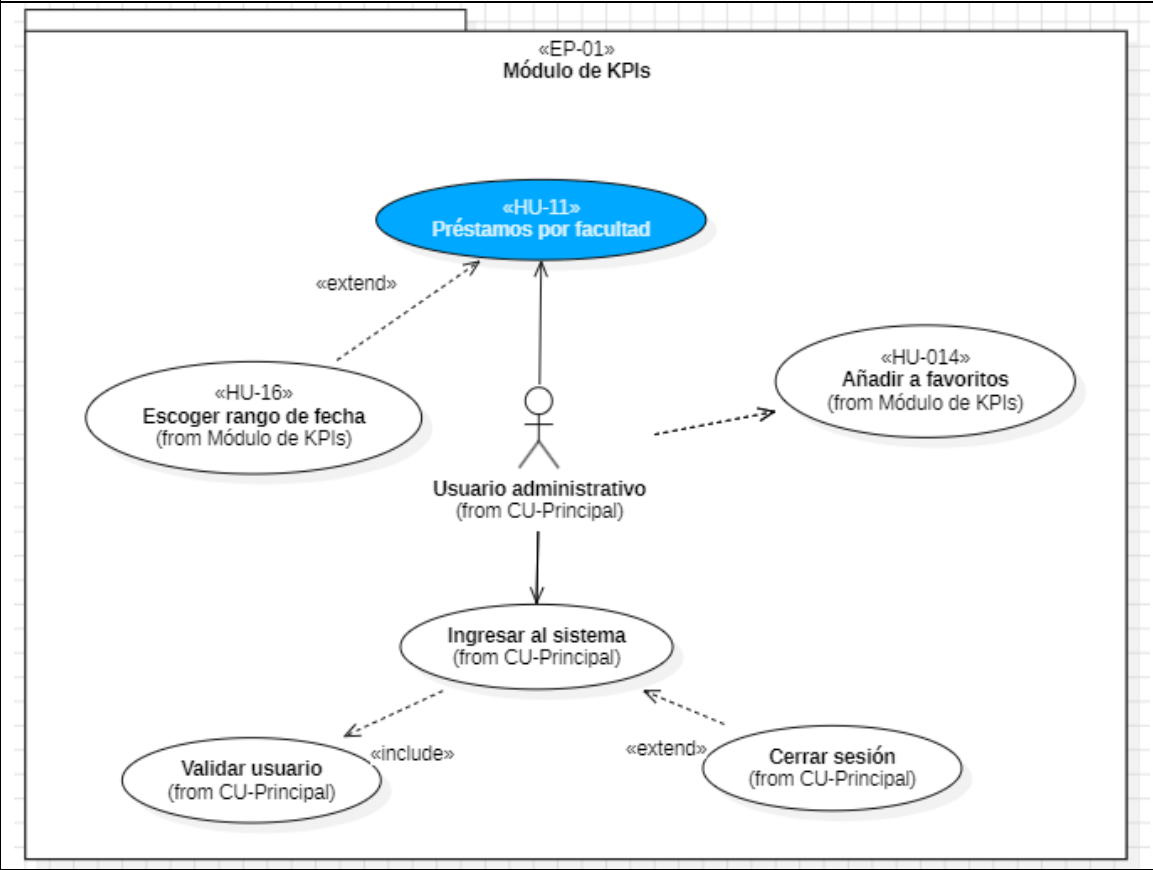 «EP-01»
Módulo de KPIs
«HU-11»
Préstamos por facultad
«extend»
«HU-16»
Escoger rango de fecha
(from Módulo de KPIs)
«HU-014»
Añadir a favoritos
(from Módulo de KPIs)
Usuario administrativo
(from CU-Principal)
Ingresar al sistema
(from CU-Principal)
«include»
«extend»
Validar usuario
(from CU-Principal)
Cerrar sesión
(from CU-Principal)